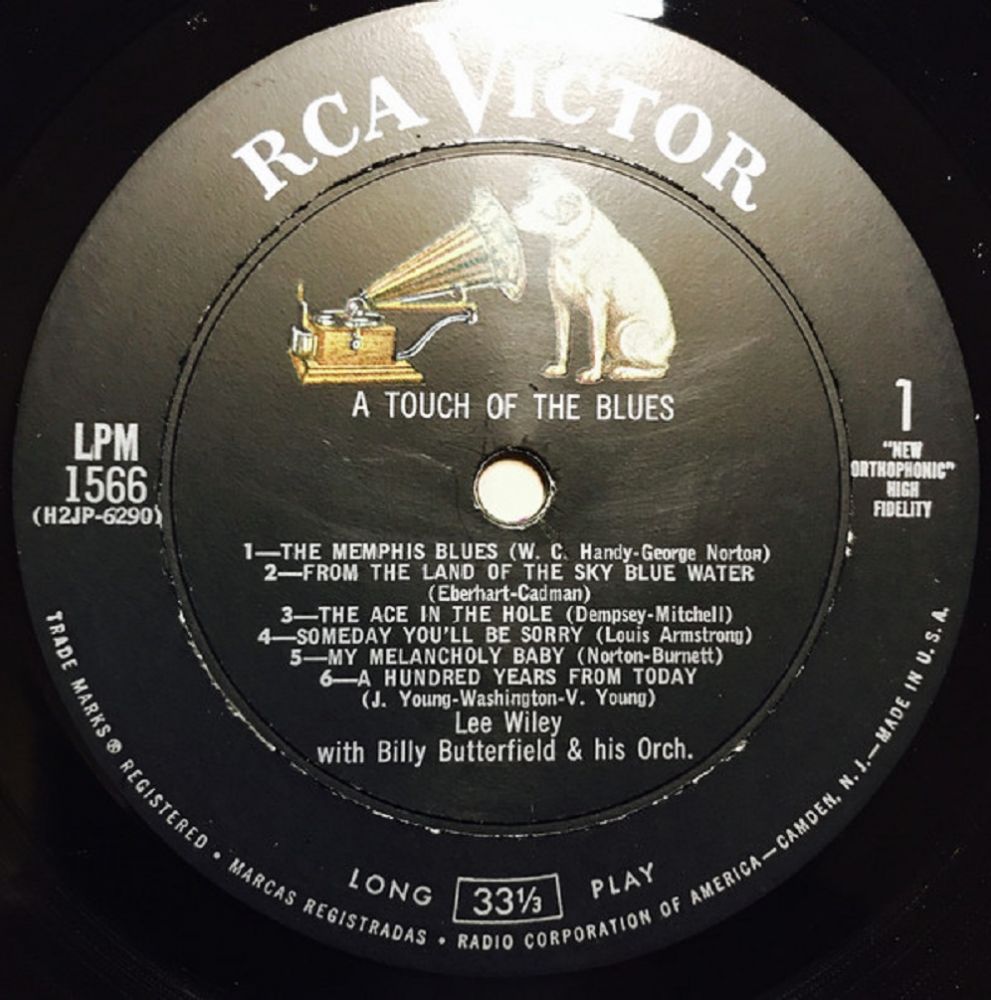 RCA VICTOR
A TOUCH OF THE BLUES
LPM
1566
(H2JP-6290)
1
"NEW
ORTHOPHONIC"
HIGH
FIDELITY
1—THE MEMPHIS BLUES (W. C. Handy-George Norton)
2—FROM THE LAND OF THE SKY BLUE WATER
(Eberhart-Cadman)
3—THE ACE IN THE HOLE (Dempsey-Mitchell)
4—SOMEDAY YOU'LL BE SORRY (Louis Armstrong)
5—MY MELANCHOLY BABY (Norton-Burnett)
6—A HUNDRED YEARS FROM TODAY
(J. Young-Washington-V. Young)
Lee Wiley
with Billy Butterfield & his Orch.
LONG 33⅓ PLAY
TRADE MARKS ® REGISTERED • MARCAS REGISTRADAS • RADIO CORPORATION OF AMERICA—CAMDEN, N. J.—MADE IN U. S. A.